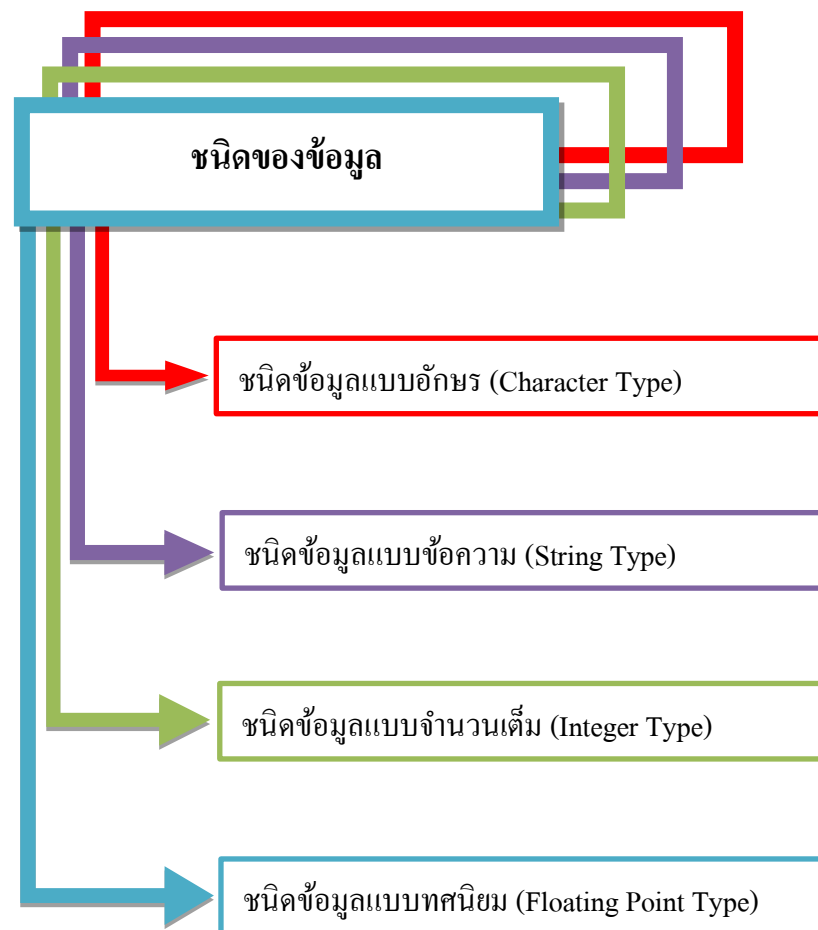 ชนิดของข้อมูล
ชนิดข้อมูลแบบอักษร (Character Type)
ชนิดข้อมูลแบบข้อความ (String Type)
ชนิดข้อมูลแบบจำนวนเต็ม (Integer Type)
ชนิดข้อมูลแบบทศนิยม (Floating Point Type)